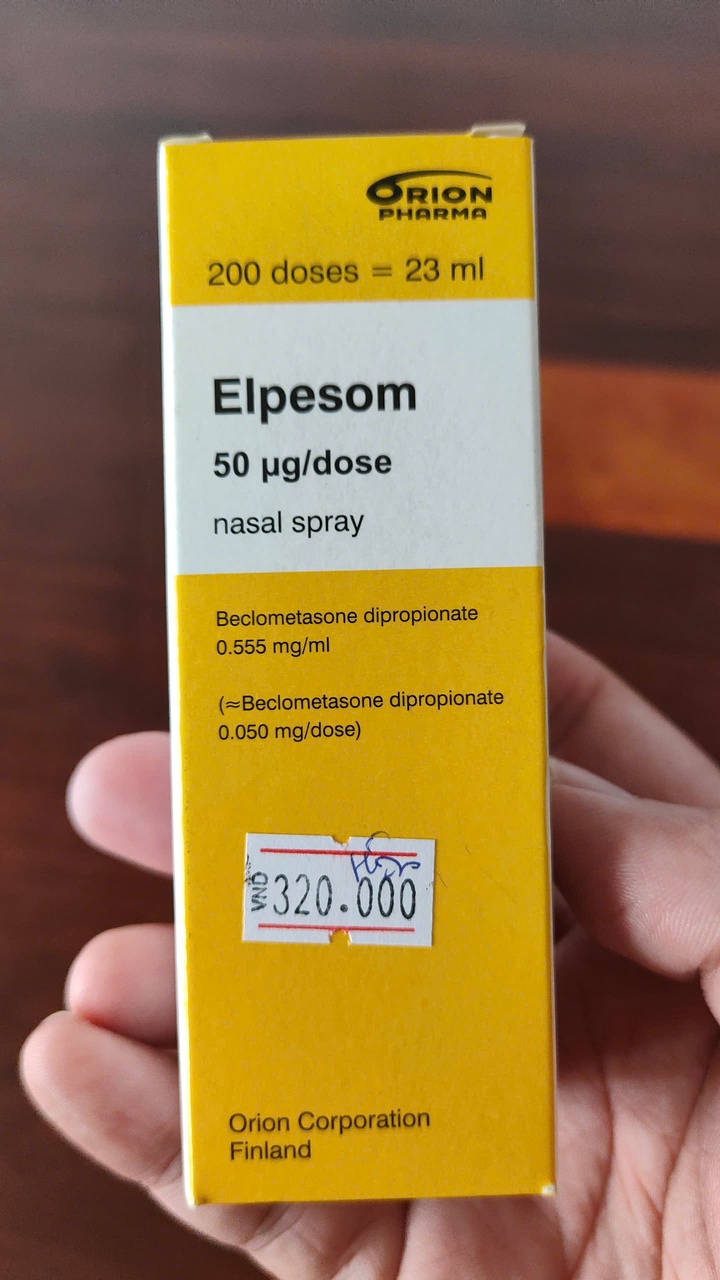 ORION
PHARMA
200 doses = 23 ml
Elpesom
50 µg/dose
nasal spray
Beclometasone dipropionate
0.555 mg/ml
(≈Beclometasone dipropionate
0.050 mg/dose)
VND 320.000
Orion Corporation
Finland